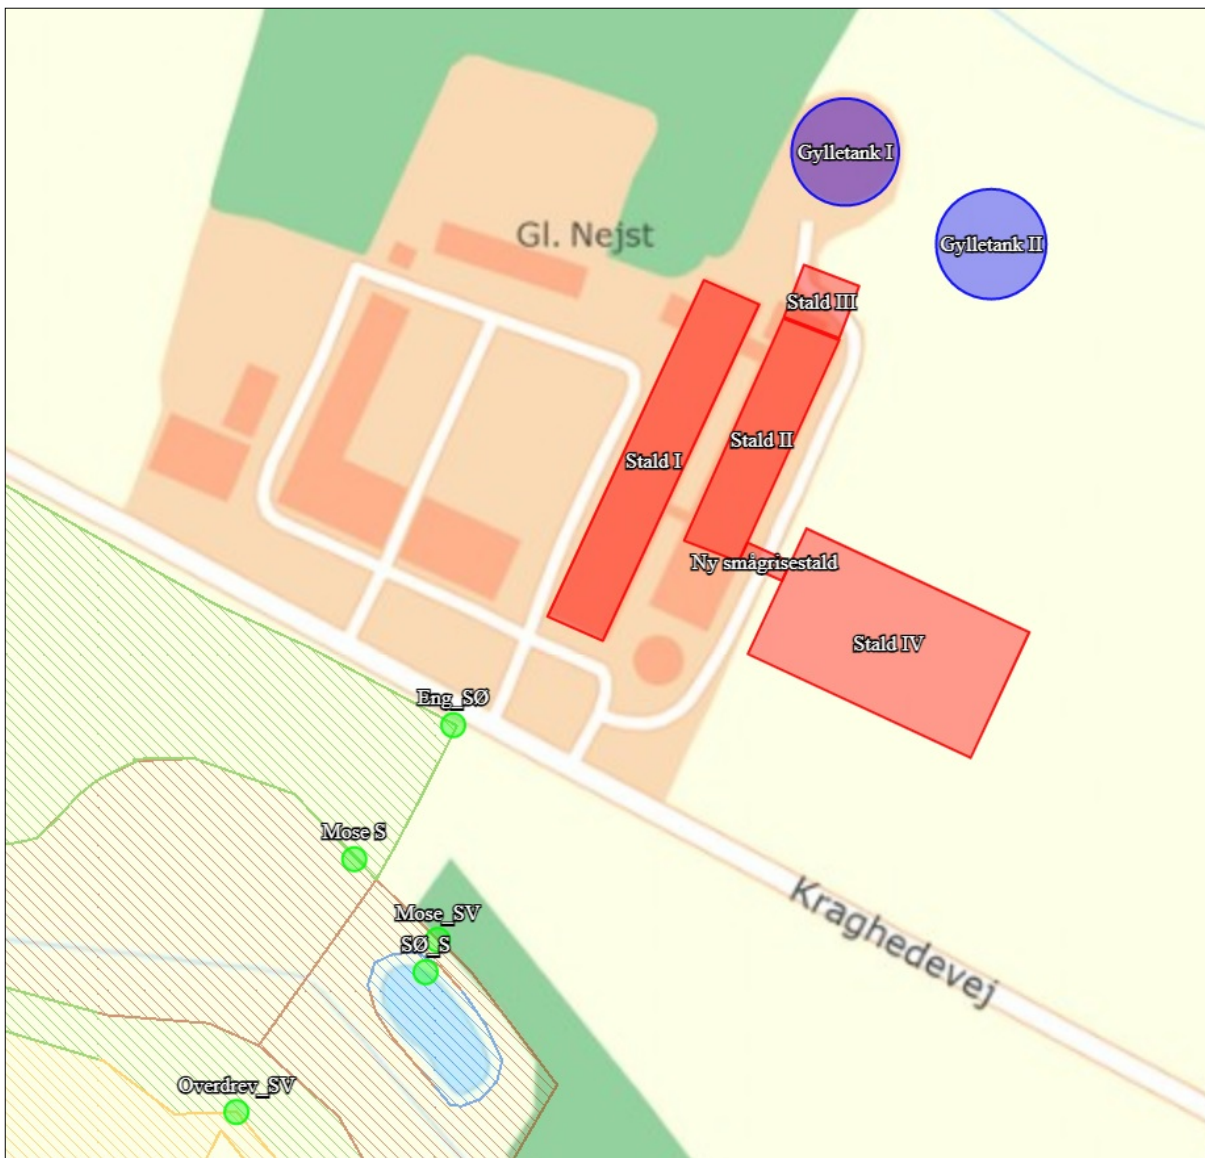 Gylletank I
Gl. Nejst
Gylletank II
Stald III
Stald II
Stald I
Ny smågrisestald
Stald IV
Eng_SØ
Mose S
Mose_SV
SØ_S
Kraghedevej
Overdrev_SV